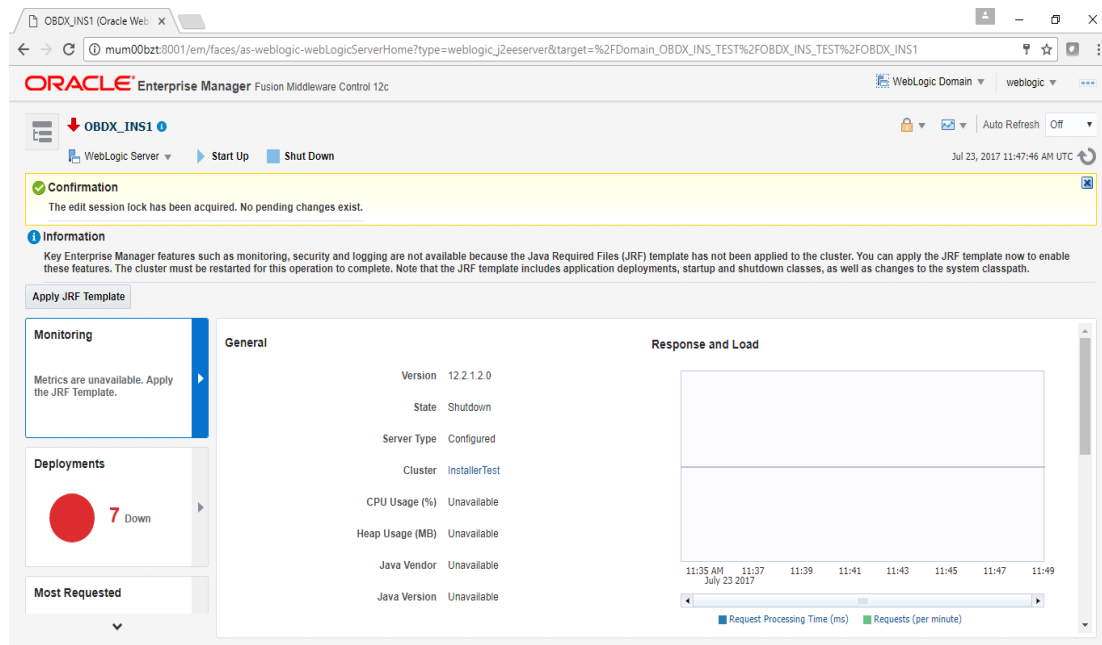 OBDX_INS1 (Oracle Web
mum00bzt:8001/em/faces/as-weblogic-webLogicServerHome?type=weblogic_j2eeserver&target=%2FDomain_OBDX_INS_TEST%2FOBDX_INS_TEST%2FOBDX_INS1
ORACLE Enterprise Manager Fusion Middleware Control 12c
WebLogic Domain
weblogic
OBDX_INS1
Auto Refresh Off
WebLogic Server
Start Up
Shut Down
Jul 23, 2017 11:47:46 AM UTC
Confirmation
The edit session lock has been acquired. No pending changes exist.
Information
Key Enterprise Manager features such as monitoring, security and logging are not available because the Java Required Files (JRF) template has not been applied to the cluster. You can apply the JRF template now to enable
these features. The cluster must be restarted for this operation to complete. Note that the JRF template includes application deployments, startup and shutdown classes, as well as changes to the system classpath.
Apply JRF Template
Monitoring
Metrics are unavailable. Apply
the JRF Template.
Deployments
7 Down
Most Requested
General
Version 12.2.1.2.0
State Shutdown
Server Type Configured
Cluster InstallerTest
CPU Usage (%) Unavailable
Heap Usage (MB) Unavailable
Java Vendor Unavailable
Java Version Unavailable
Response and Load
11:35 AM 11:37 11:39 11:41 11:43 11:45 11:47 11:49
July 23 2017
Request Processing Time (ms) Requests (per minute)